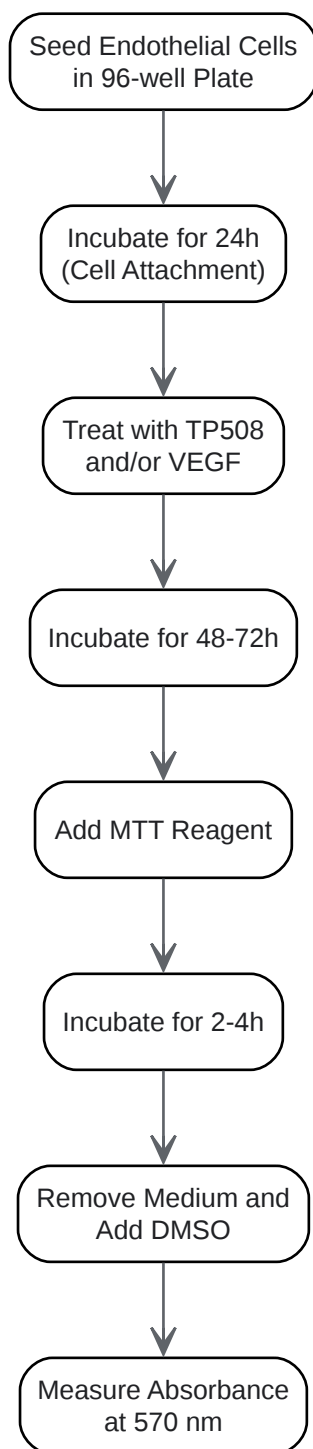 Seed Endothelial Cells
in 96-well Plate
Incubate for 24h
(Cell Attachment)
Treat with TP508
and/or VEGF
Incubate for 48-72h
Add MTT Reagent
Incubate for 2-4h
Remove Medium and
Add DMSO
Measure Absorbance
at 570 nm